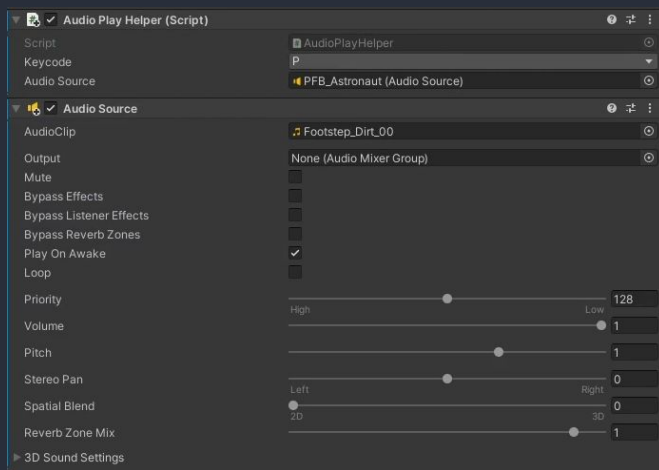 Audio Play Helper (Script)
Script AudioPlayHelper
Keycode P
Audio Source PFB_Astronaut (Audio Source)
Audio Source
AudioClip Footstep_Dirt_00
Output None (Audio Mixer Group)
Mute
Bypass Effects
Bypass Listener Effects
Bypass Reverb Zones
Play On Awake
Loop
Priority 128
High Low
Volume 1
Pitch 1
Stereo Pan 0
Left Right
Spatial Blend 0
2D 3D
Reverb Zone Mix 1
3D Sound Settings